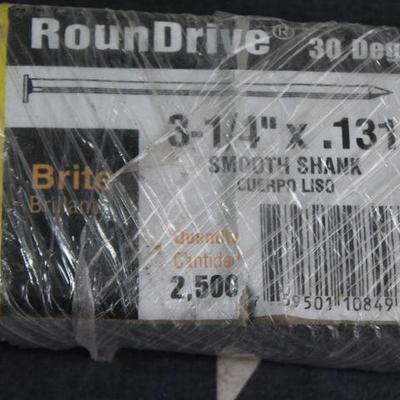 RounDrive® 30 Deg
3-1/4" x .131
SMOOTH SHANK
CUERPO LISO
Brite
Brillante
Quantity
Cantidad
2,500
59501 10849